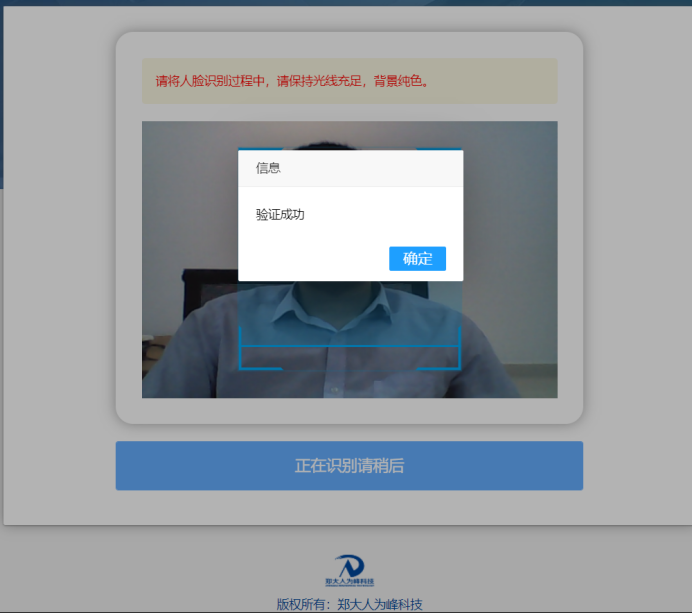 请将人脸识别过程中，请保持光线充足，背景纯色。
信息
验证成功
确定
正在识别请稍后
郑大人为峰科技
版权所有：郑大人为峰科技